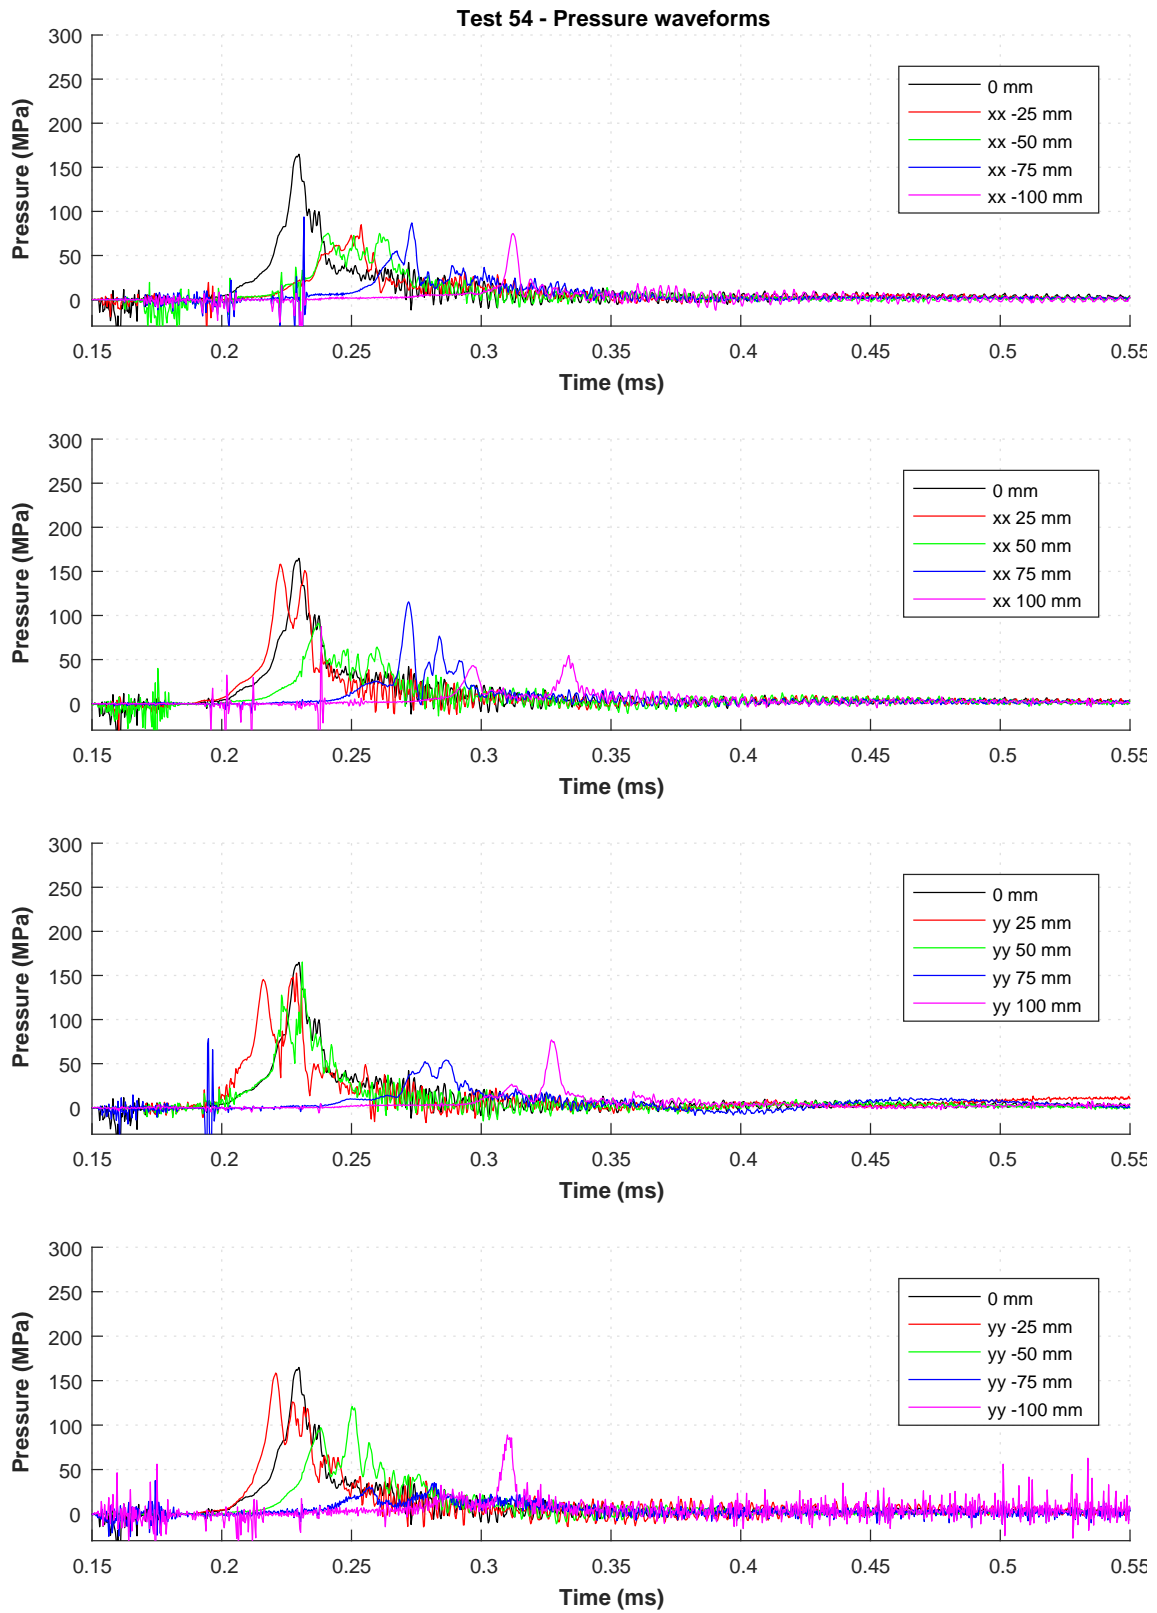 Test 54 - Pressure waveforms
300
250
200
150
100
50
0
Pressure (MPa)
0 mm
xx -25 mm
xx -50 mm
xx -75 mm
xx -100 mm
0.15 0.2 0.25 0.3 0.35 0.4 0.45 0.5 0.55
Time (ms)
300
250
200
150
100
50
0
Pressure (MPa)
0 mm
xx 25 mm
xx 50 mm
xx 75 mm
xx 100 mm
0.15 0.2 0.25 0.3 0.35 0.4 0.45 0.5 0.55
Time (ms)
300
250
200
150
100
50
0
Pressure (MPa)
0 mm
yy 25 mm
yy 50 mm
yy 75 mm
yy 100 mm
0.15 0.2 0.25 0.3 0.35 0.4 0.45 0.5 0.55
Time (ms)
300
250
200
150
100
50
0
Pressure (MPa)
0 mm
yy -25 mm
yy -50 mm
yy -75 mm
yy -100 mm
0.15 0.2 0.25 0.3 0.35 0.4 0.45 0.5 0.55
Time (ms)